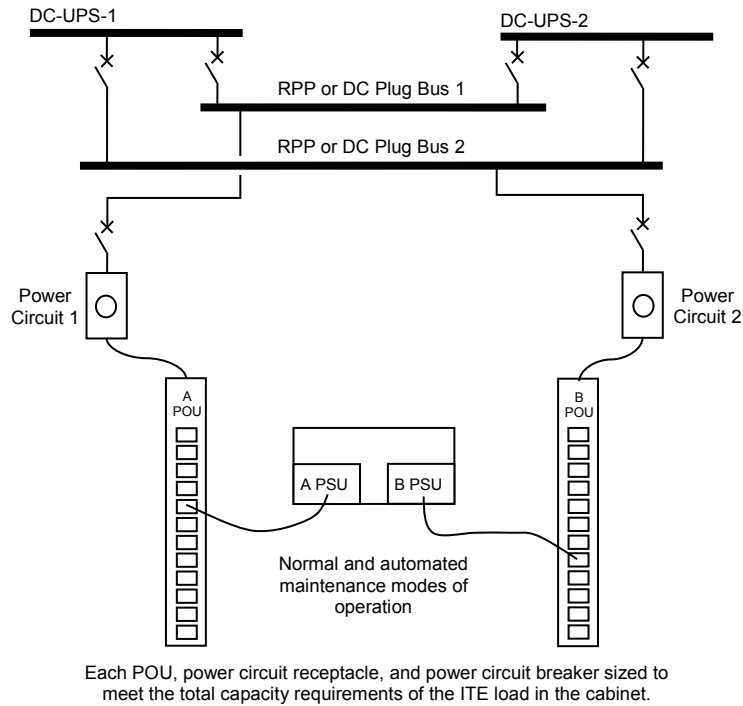 DC-UPS-1
DC-UPS-2
RPP or DC Plug Bus 1
RPP or DC Plug Bus 2
Power
Circuit 1
Power
Circuit 2
A
POU
B
POU
A PSU
B PSU
Normal and automated
maintenance modes of
operation
Each POU, power circuit receptacle, and power circuit breaker sized to
meet the total capacity requirements of the ITE load in the cabinet.